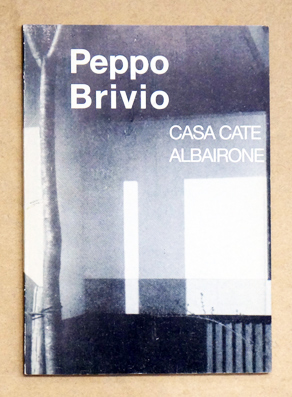 Peppo
Brivio
CASA CATE
ALBAIRONE